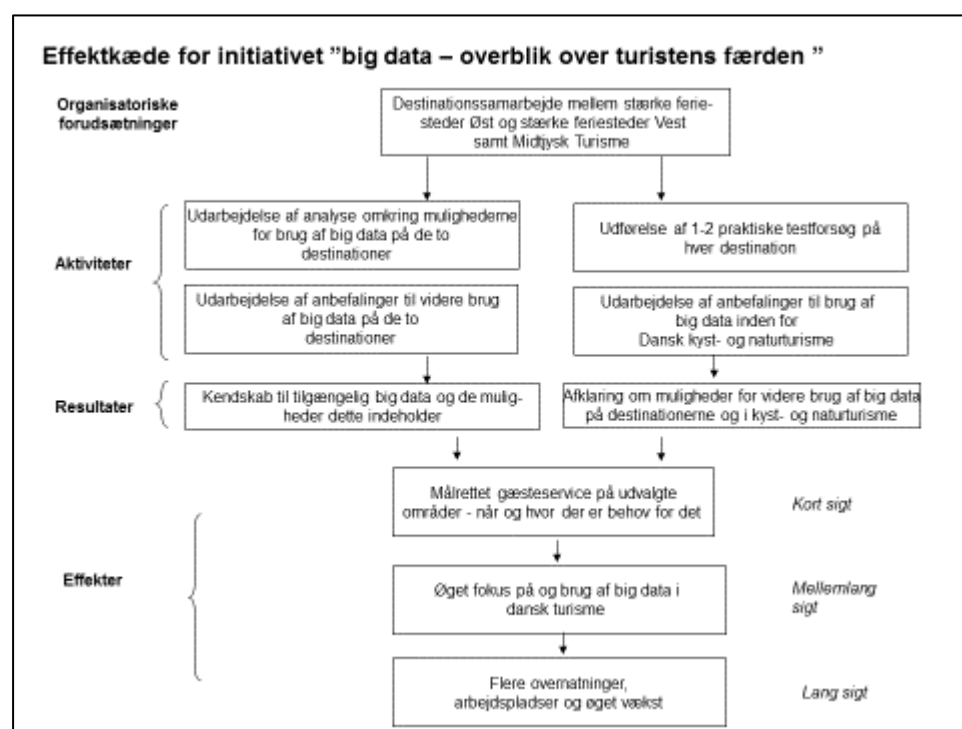 Effektkæde for initiativet ”big data – overblik over turistens færden ”
Organisatoriske
forudsætninger
Destinationssamarbejde mellem stærke ferie-
steder Øst og stærke feriesteder Vest
samt Midtjysk Turisme
Aktiviteter
Udarbejdelse af analyse omkring mulighederne
for brug af big data på de to
destinationer
Udførelse af 1-2 praktiske testforsøg på
hver destination
Udarbejdelse af anbefalinger til videre brug
af big data på de to
destinationer
Udarbejdelse af anbefalinger til brug af
big data inden for
Dansk kyst- og naturturisme
Resultater
Kendskab til tilgængelig big data og de mulig-
heder dette indeholder
Afklaring om muligheder for videre brug af big data
på destinationerne og i kyst- og naturturisme
Effekter
Målrettet gæsteservice på udvalgte
områder - når og hvor der er behov for det
Kort sigt
Øget fokus på og brug af big data i
dansk turisme
Mellemlang
sigt
Flere overnatninger,
arbejdspladser og øget vækst
Lang sigt